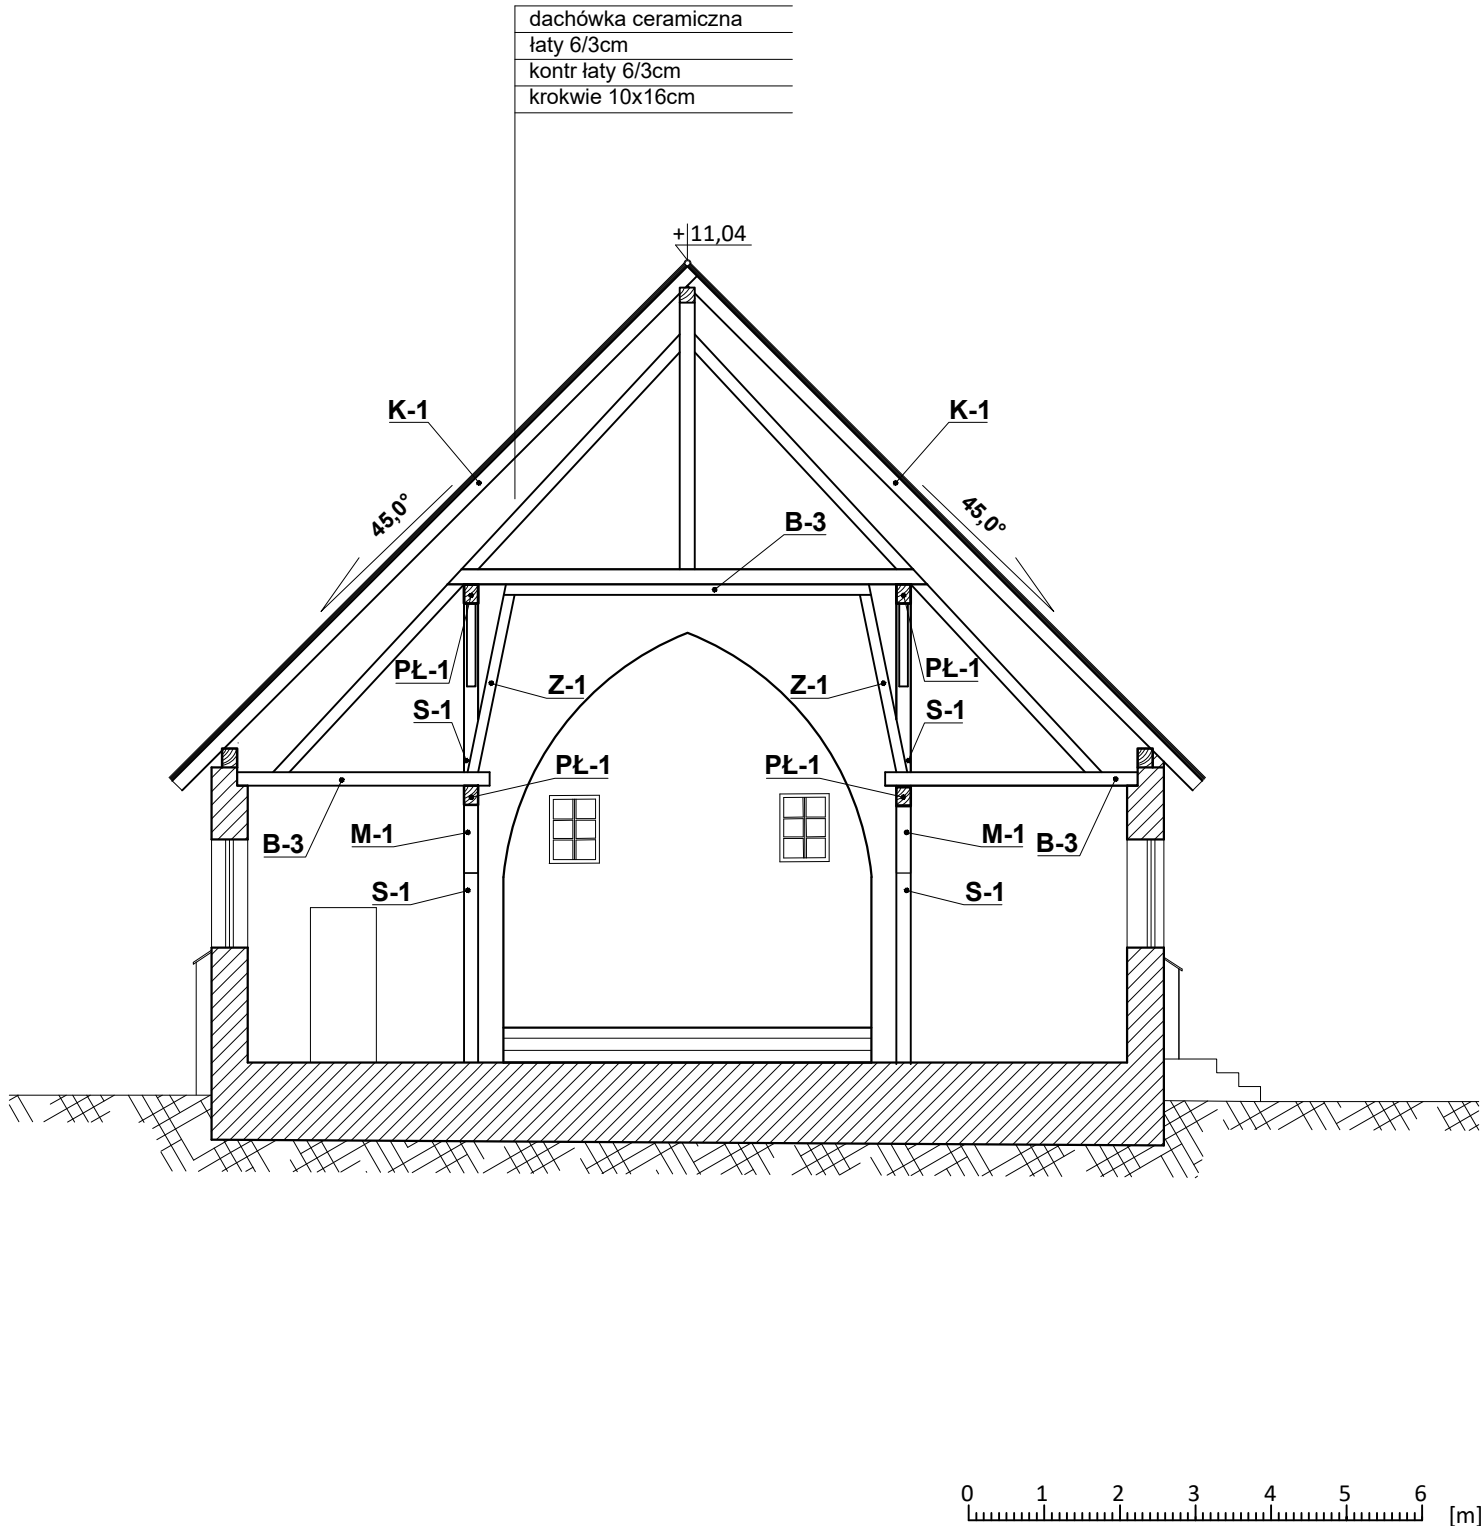 dachówka ceramiczna
łaty 6/3cm
kontr łaty 6/3cm
krokwie 10x16cm
+11,04
K-1
K-1
45,0°
45,0°
B-3
PŁ-1
Z-1
Z-1
PŁ-1
S-1
S-1
PŁ-1
PŁ-1
B-3
M-1
M-1
B-3
S-1
S-1
0 1 2 3 4 5 6 [m]